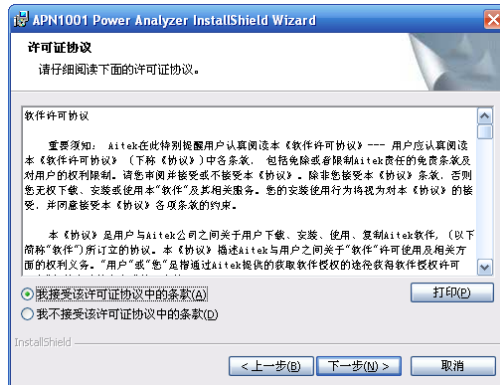 APN1001 Power Analyzer InstallShield Wizard
许可证协议
请仔细阅读下面的许可证协议。
软件许可协议
重要须知： Aitek在此特别提醒用户认真阅读本《软件许可协议》 --- 用户应认真阅读
本《软件许可协议》（下称《协议》）中各条款， 包括免除或者限制Aitek责任的免责条款及
对用户的权利限制。请您审阅并接受或不接受本《协议》。除非您接受本《协议》条款，否则
您无权下载、安装或使用本"软件"及其相关服务。您的安装使用行为将视为对本《协议》的接
受，并同意接受本《协议》各项条款的约束。
本《协议》是用户与Aitek公司之间关于用户下载、安装、使用、复制Aitek软件，（以下
简称"软件"）所订立的协议。本《协议》描述Aitek与用户之间关于"软件"许可使用及相关方
面的权利义务。"用户"或"您"是指通过Aitek提供的获取软件授权的途径获得软件授权许可
我接受该许可证协议中的条款(A)
打印(P)
我不接受该许可证协议中的条款(D)
InstallShield
< 上一步(B)
下一步(N) >
取消